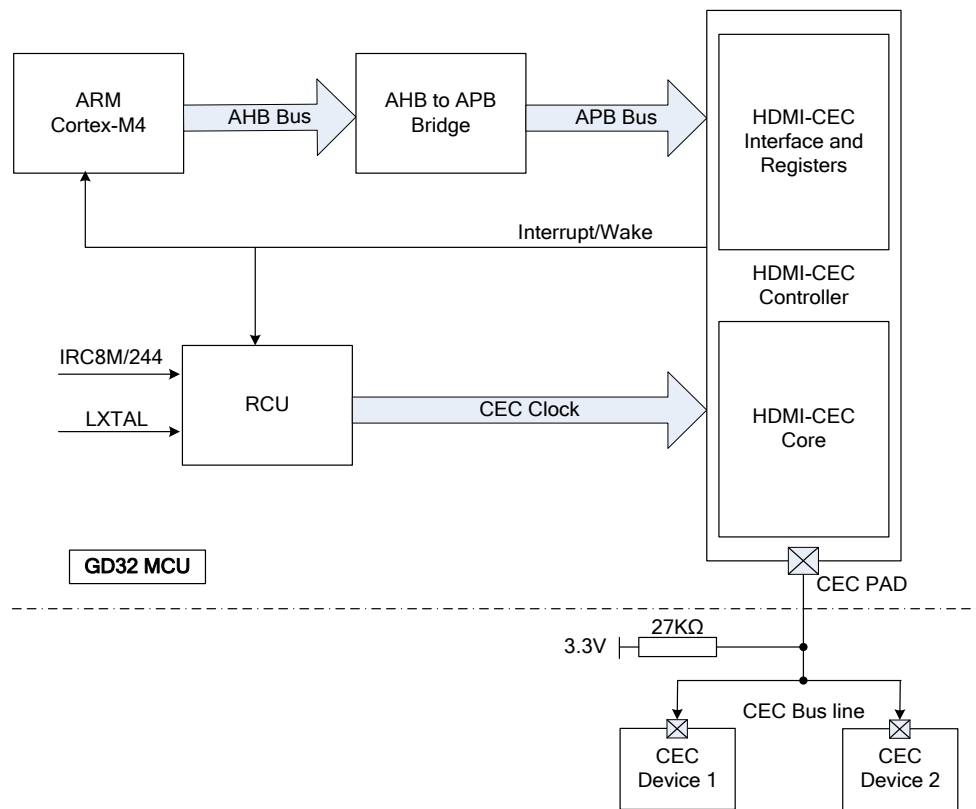 ARM
Cortex-M4
AHB Bus
AHB to APB
Bridge
APB Bus
HDMI-CEC
Interface and
Registers
Interrupt/Wake
HDMI-CEC
Controller
IRC8M/244
LXTAL
RCU
CEC Clock
HDMI-CEC
Core
GD32 MCU
CEC PAD
3.3V
27KΩ
CEC Bus line
CEC
Device 1
CEC
Device 2